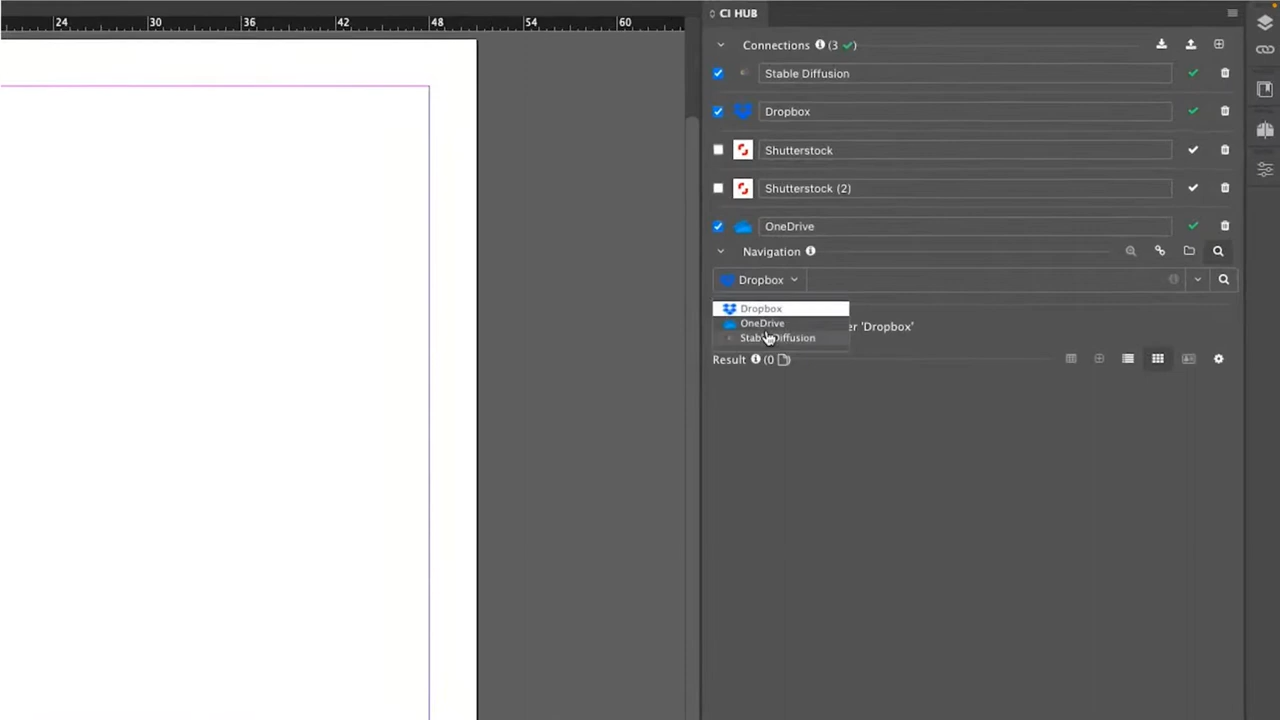 24 30 36 42 48 54 60
CI HUB
Connections (3 )
Stable Diffusion
Dropbox
Shutterstock
Shutterstock (2)
OneDrive
Navigation
Dropbox
Dropbox
OneDrive
er 'Dropbox'
Stable Diffusion
Result (0 )